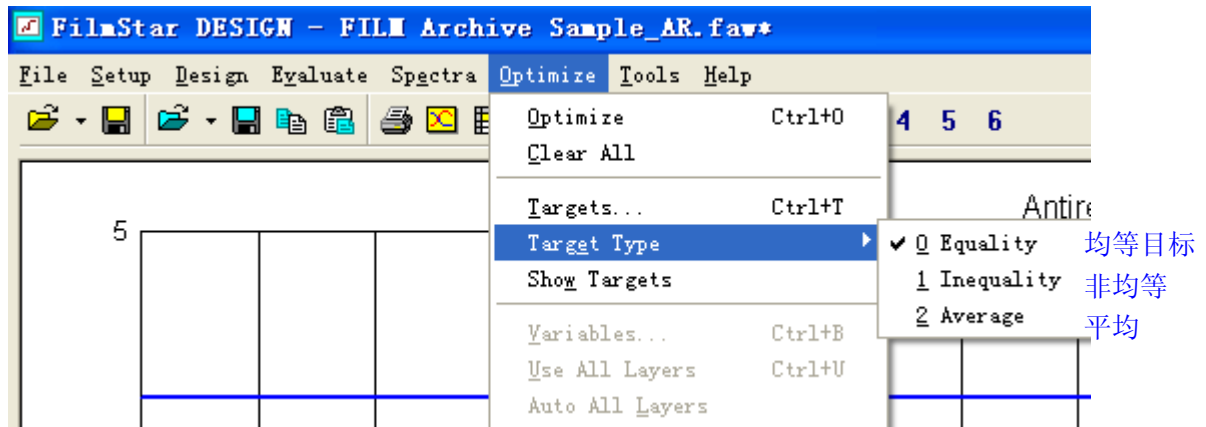 FilmStar DESIGN - FILM Archive Sample_AR.faw*
File Setup Design Evaluate Spectra Optimize Tools Help
4 5 6
Optimize Ctrl+O
Clear All
Targets... Ctrl+T
Target Type
Show Targets
Variables... Ctrl+B
Use All Layers Ctrl+U
Auto All Layers
0 Equality 均等目标
1 Inequality 非均等
2 Average 平均
5